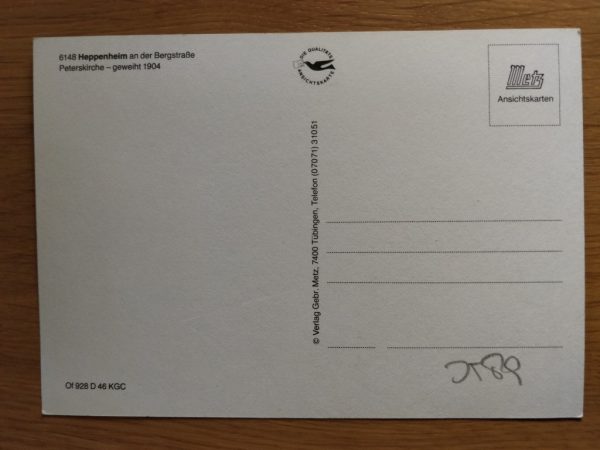 6148 Heppenheim an der Bergstraße
Peterskirche – geweiht 1904
DIE QUALITÄTS ANSICHTSKARTE
Metz
Ansichtskarten
© Verlag Gebr. Metz, 7400 Tübingen, Telefon (07071) 31051
Of 928 D 46 KGC